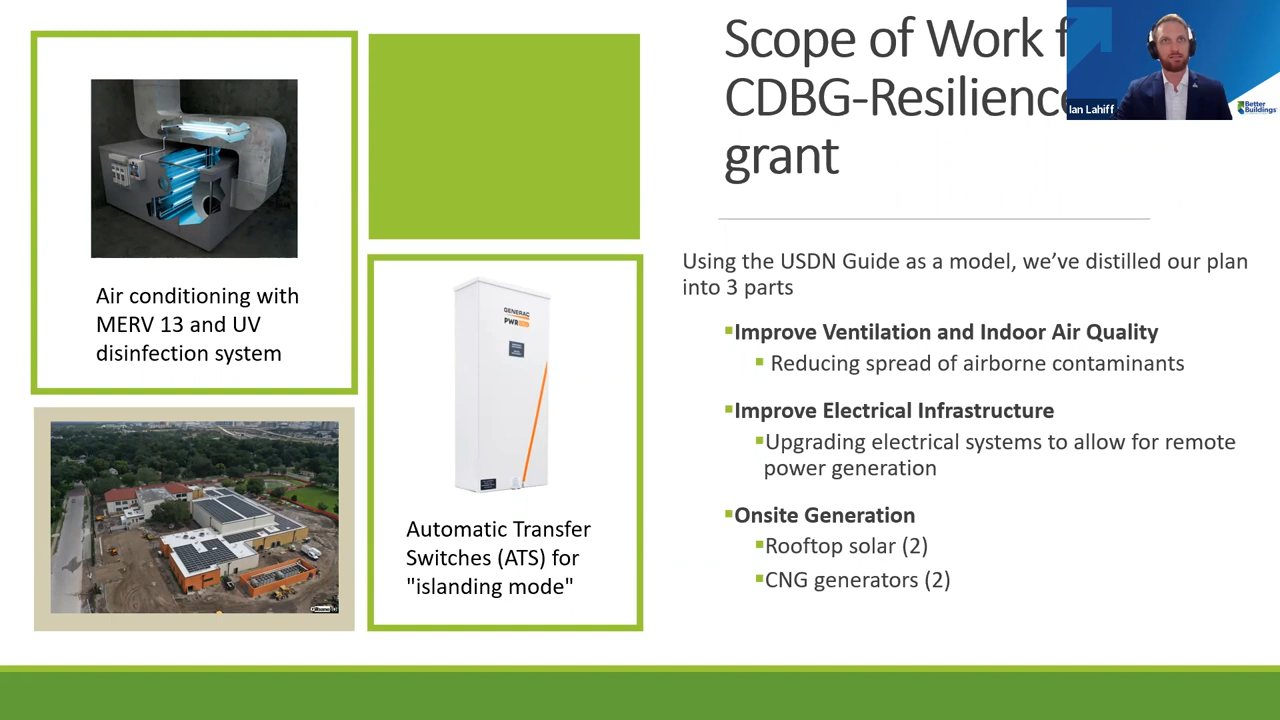 Scope of Work f
CDBG-Resilience
grant
Ian Lahiff
Better
Buildings
Air conditioning with
MERV 13 and UV
disinfection system
GENERAC
PWR
Automatic Transfer
Switches (ATS) for
"islanding mode"
Using the USDN Guide as a model, we’ve distilled our plan
into 3 parts
▪Improve Ventilation and Indoor Air Quality
▪ Reducing spread of airborne contaminants
▪Improve Electrical Infrastructure
▪Upgrading electrical systems to allow for remote
power generation
▪Onsite Generation
▪Rooftop solar (2)
▪CNG generators (2)